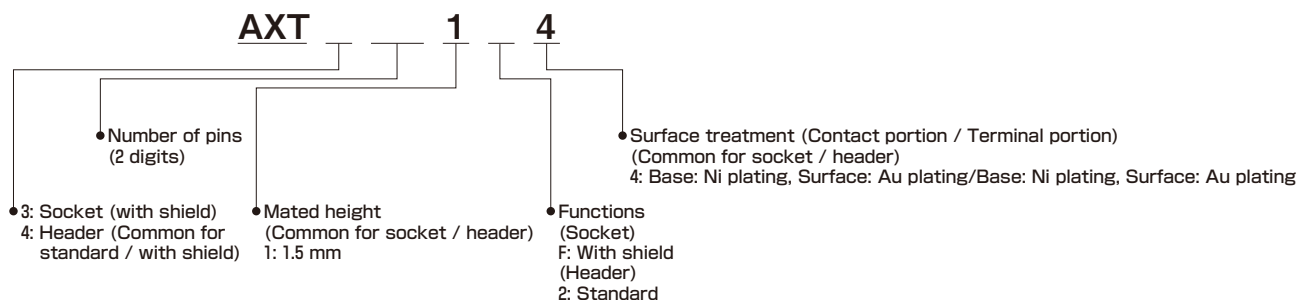 AXT 1 4
Number of pins
(2 digits)
Surface treatment (Contact portion / Terminal portion)
(Common for socket / header)
4: Base: Ni plating, Surface: Au plating/Base: Ni plating, Surface: Au plating
3: Socket (with shield)
4: Header (Common for
standard / with shield)
Mated height
(Common for socket / header)
1: 1.5 mm
Functions
(Socket)
F: With shield
(Header)
2: Standard